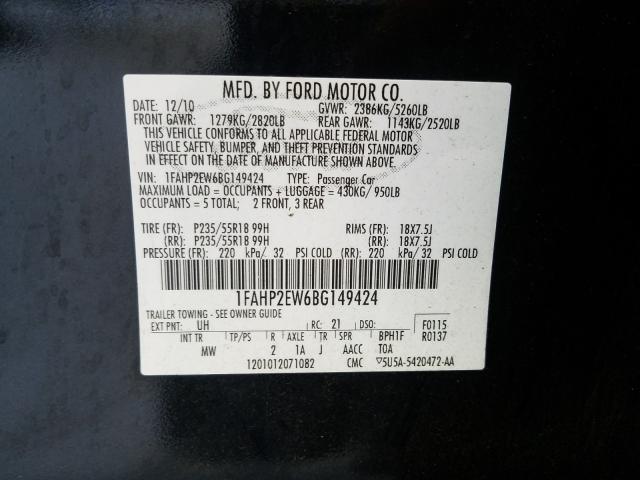 MFD. BY FORD MOTOR CO.
DATE: 12/10 GVWR: 2386KG/5260LB
FRONT GAWR: 1279KG/2820LB REAR GAWR: 1143KG/2520LB
THIS VEHICLE CONFORMS TO ALL APPLICABLE FEDERAL MOTOR
VEHICLE SAFETY, BUMPER, AND THEFT PREVENTION STANDARDS
IN EFFECT ON THE DATE OF MANUFACTURE SHOWN ABOVE.
VIN: 1FAHP2EW6BG149424 TYPE: Passenger Car
MAXIMUM LOAD = OCCUPANTS + LUGGAGE = 430KG/ 950LB
OCCUPANTS = 5 TOTAL; 2 FRONT, 3 REAR
TIRE (FR): P235/55R18 99H RIMS (FR): 18X7.5J
(RR): P235/55R18 99H (RR): 18X7.5J
PRESSURE (FR): 220 kPa/ 32 PSI COLD (RR): 220 kPa/ 32 PSI COLD
1FAHP2EW6BG149424
TRAILER TOWING - SEE OWNER GUIDE
EXT PNT: UH RC: 21 DSO: F0115
INT TR TP/PS R AXLE TR SPR BPH1F R0137
MW 2 1A J AACC TOA
1201012071082 CMC ▽5U5A-5420472-AA